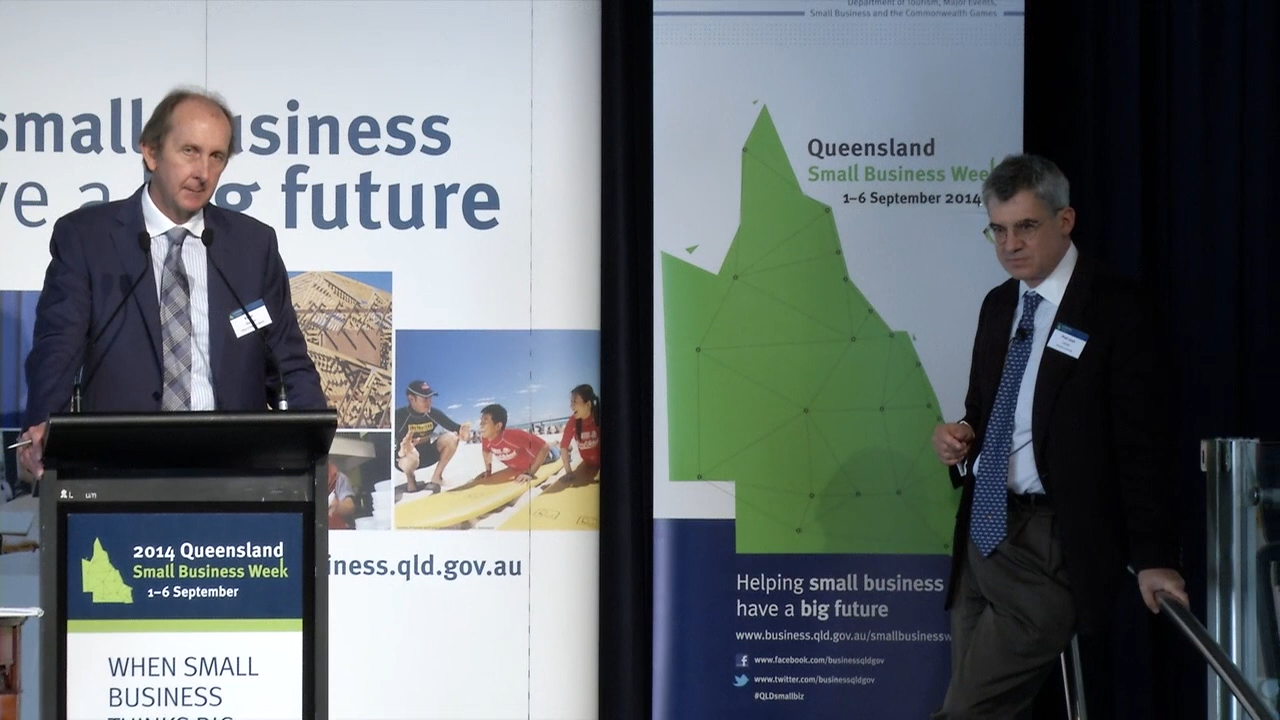 small business
ve a big future
iness.qld.gov.au
2014 Queensland
Small Business Week
1–6 September
WHEN SMALL
BUSINESS
THINKS BIG
Department of Tourism, Major Events,
Small Business and the Commonwealth Games
Queensland
Small Business Week
1–6 September 2014
Helping small business
have a big future
www.business.qld.gov.au/smallbusinessw
www.facebook.com/businessqldgov
www.twitter.com/businessqldgov
#QLDsmallbiz